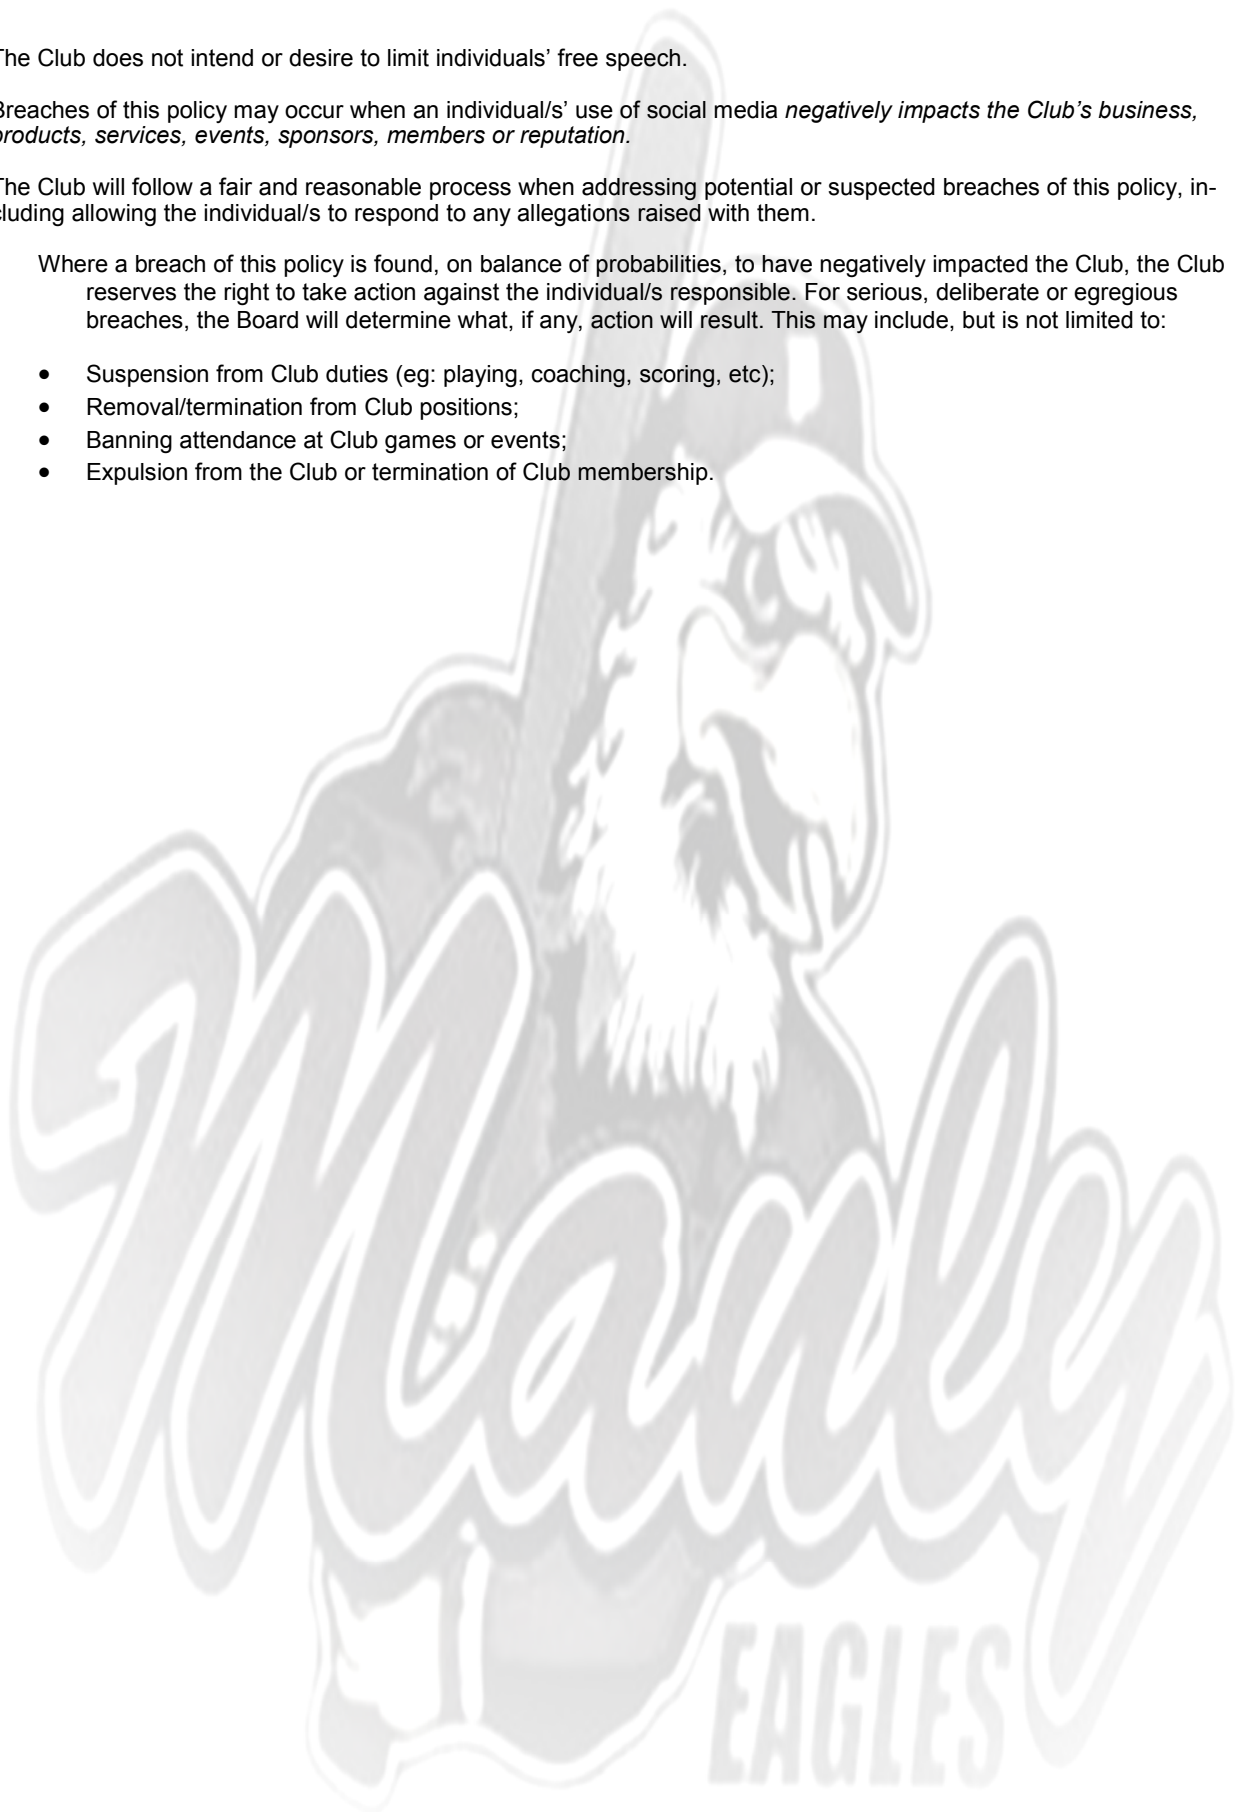 The Club does not intend or desire to limit individuals’ free speech.
Breaches of this policy may occur when an individual/s’ use of social media negatively impacts the Club’s business,
products, services, events, sponsors, members or reputation.
The Club will follow a fair and reasonable process when addressing potential or suspected breaches of this policy, in-
cluding allowing the individual/s to respond to any allegations raised with them.
Where a breach of this policy is found, on balance of probabilities, to have negatively impacted the Club, the Club
reserves the right to take action against the individual/s responsible. For serious, deliberate or egregious
breaches, the Board will determine what, if any, action will result. This may include, but is not limited to:
• Suspension from Club duties (eg: playing, coaching, scoring, etc);
• Removal/termination from Club positions;
• Banning attendance at Club games or events;
• Expulsion from the Club or termination of Club membership.
Manly
EAGLES